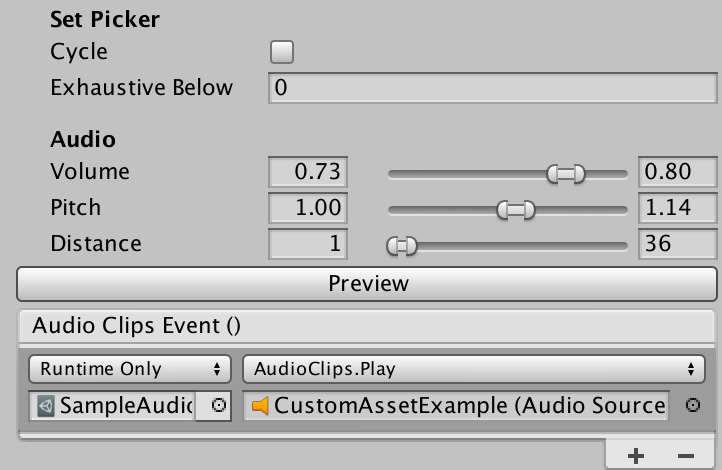 Set Picker
Cycle
Exhaustive Below 0
Audio
Volume 0.73 0.80
Pitch 1.00 1.14
Distance 1 36
Preview
Audio Clips Event ()
Runtime Only AudioClips.Play
SampleAudic CustomAssetExample (Audio Source
+ −